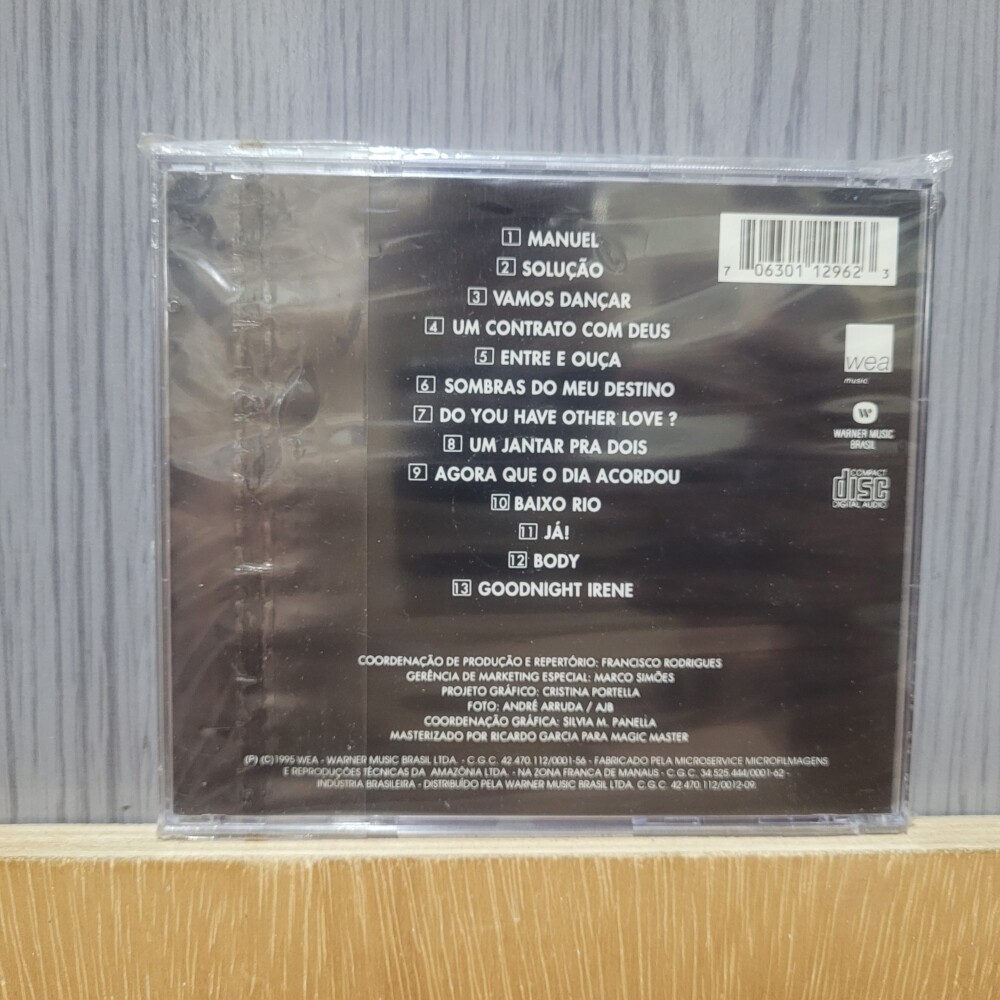 1 MANUEL
2 SOLUÇÃO
3 VAMOS DANÇAR
4 UM CONTRATO COM DEUS
5 ENTRE E OUÇA
6 SOMBRAS DO MEU DESTINO
7 DO YOU HAVE OTHER LOVE ?
8 UM JANTAR PRA DOIS
9 AGORA QUE O DIA ACORDOU
10 BAIXO RIO
11 JÁ!
12 BODY
13 GOODNIGHT IRENE
7 06301 12962 3
wea
music
W
WARNER MUSIC
BRASIL
COMPACT
disc
DIGITAL AUDIO
COORDENAÇÃO DE PRODUÇÃO E REPERTÓRIO: FRANCISCO RODRIGUES
GERÊNCIA DE MARKETING ESPECIAL: MARCO SIMÕES
PROJETO GRÁFICO: CRISTINA PORTELLA
FOTO: ANDRÉ ARRUDA / AJB
COORDENAÇÃO GRÁFICA: SILVIA M. PANELLA
MASTERIZADO POR RICARDO GARCIA PARA MAGIC MASTER
(P) (C)1995 WEA - WARNER MUSIC BRASIL LTDA. - C.G.C. 42.470.112/0001-56 - FABRICADO PELA MICROSERVICE MICROFILMAGENS
E REPRODUÇÕES TÉCNICAS DA AMAZÔNIA LTDA. - NA ZONA FRANCA DE MANAUS - C.G.C. 34.525.444/0001-62 -
INDÚSTRIA BRASILEIRA - DISTRIBUÍDO PELA WARNER MUSIC BRASIL LTDA. C.G.C. 42.470.112/0012-09